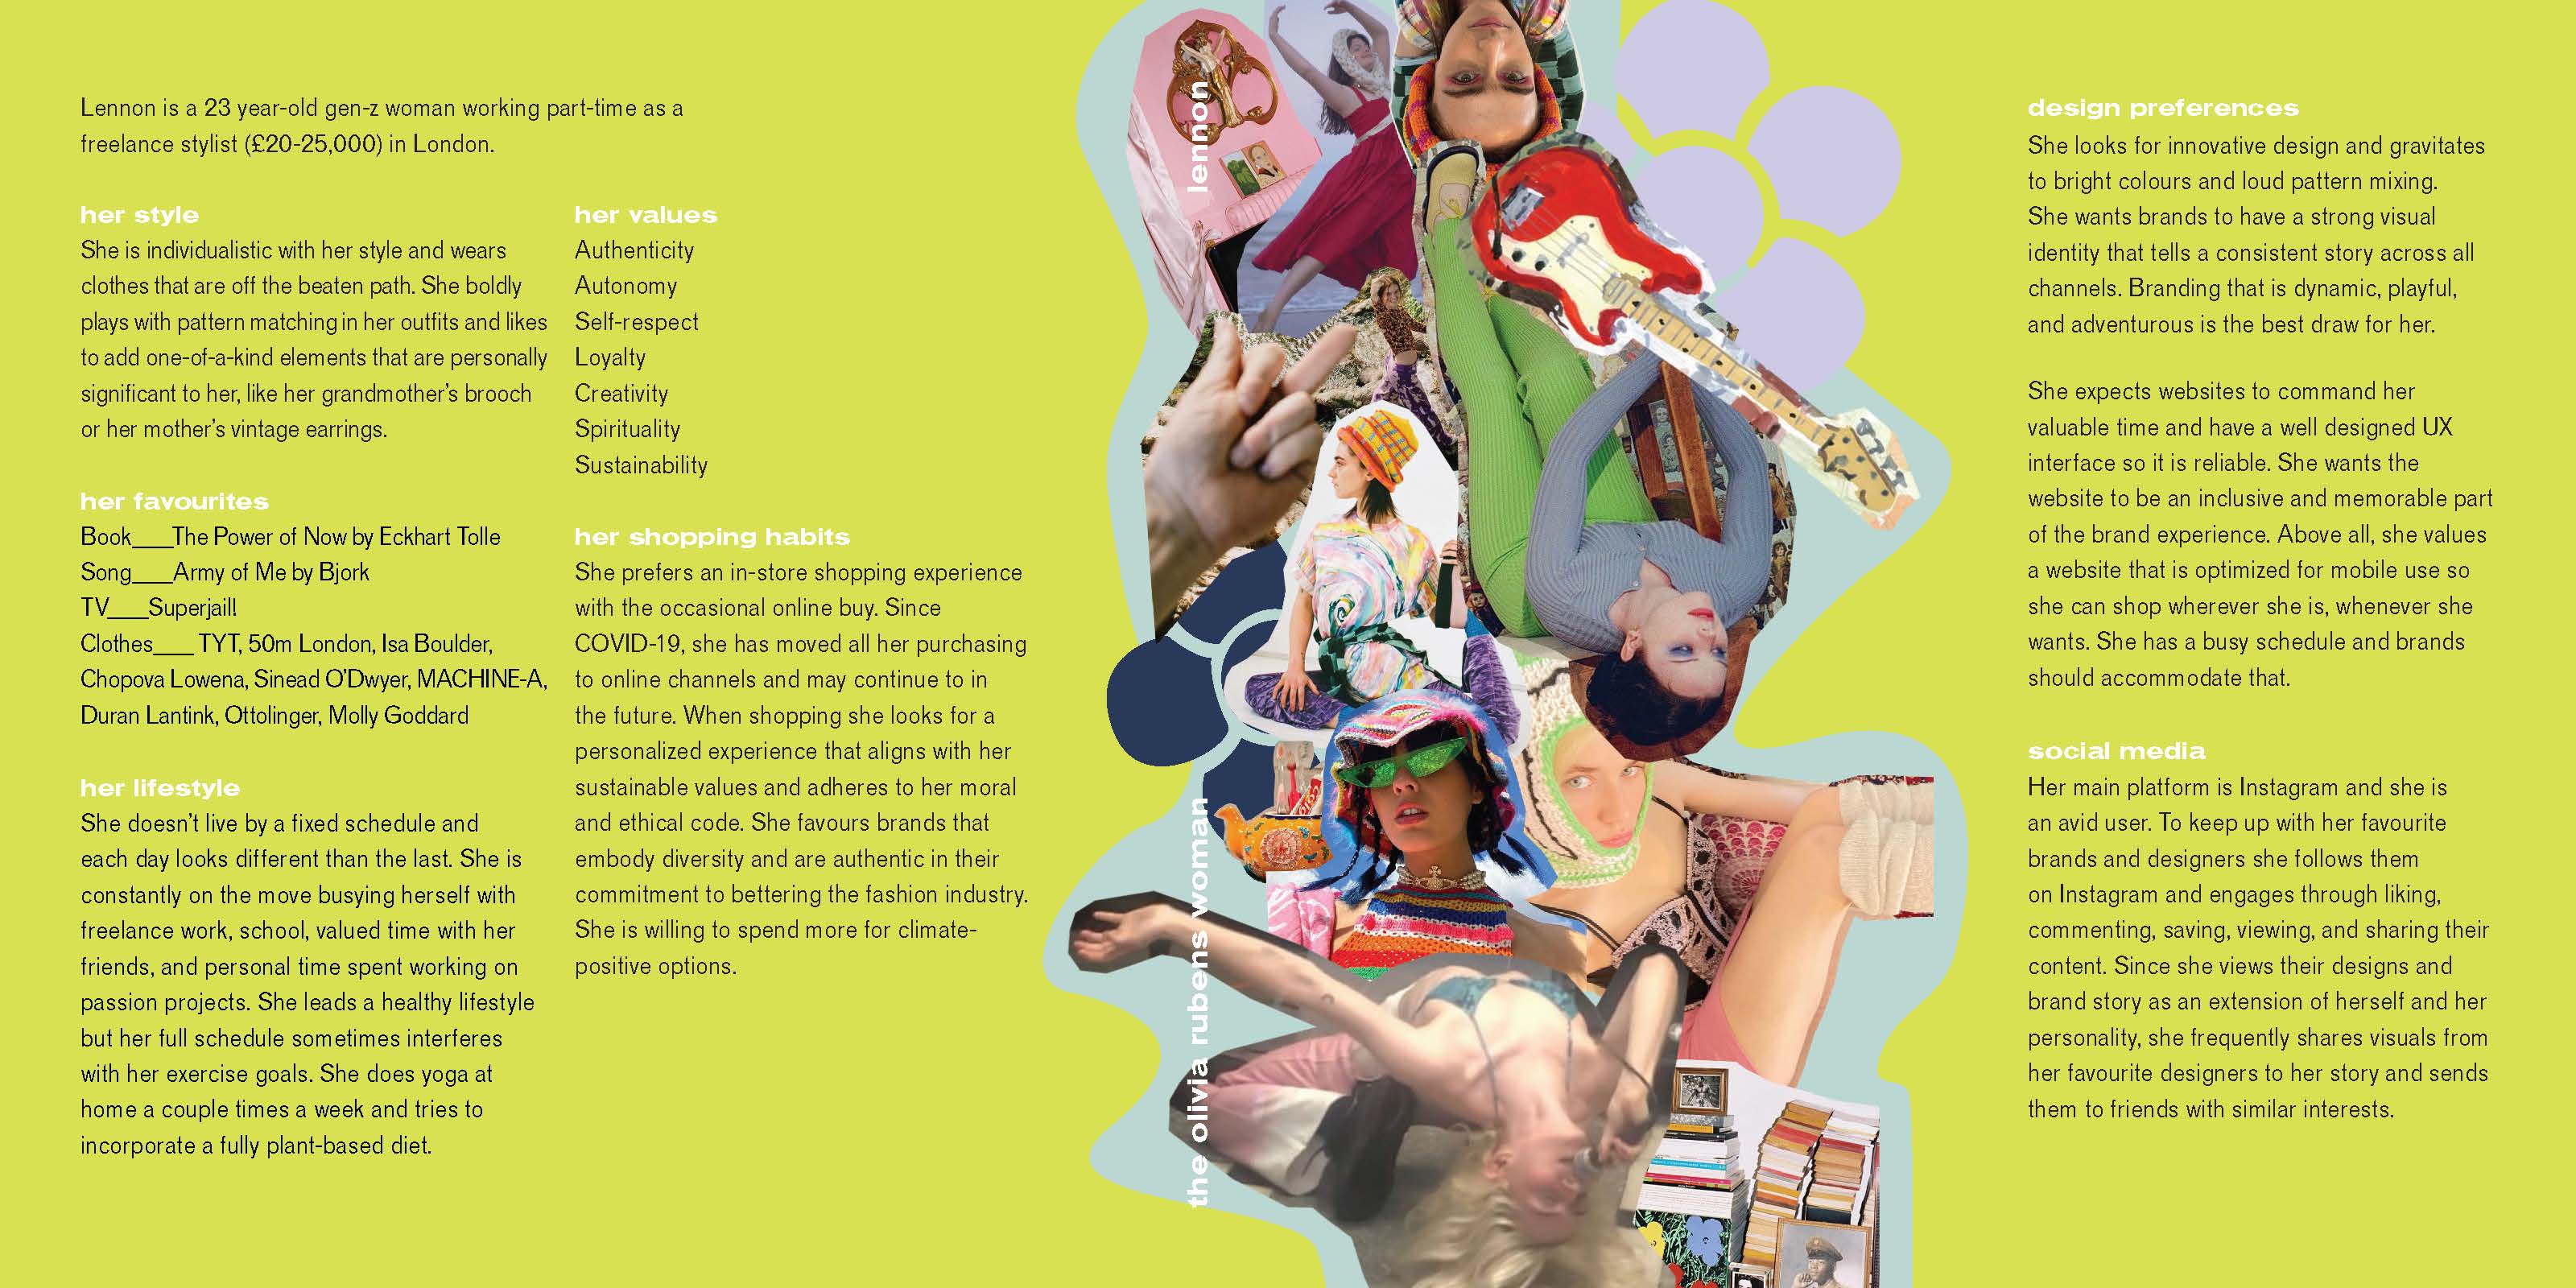 Lennon is a 23 year-old gen-z woman working part-time as a
freelance stylist (£20-25,000) in London.
her style
She is individualistic with her style and wears
clothes that are off the beaten path. She boldly
plays with pattern matching in her outfits and likes
to add one-of-a-kind elements that are personally
significant to her, like her grandmother's brooch
or her mother's vintage earrings.
her favourites
Book___The Power of Now by Eckhart Tolle
Song___Army of Me by Bjork
TV___Superjail!
Clothes___ TYT, 50m London, Isa Boulder,
Chopova Lowena, Sinead O'Dwyer, MACHINE-A,
Duran Lantink, Ottolinger, Molly Goddard
her lifestyle
She doesn't live by a fixed schedule and
each day looks different than the last. She is
constantly on the move busying herself with
freelance work, school, valued time with her
friends, and personal time spent working on
passion projects. She leads a healthy lifestyle
but her full schedule sometimes interferes
with her exercise goals. She does yoga at
home a couple times a week and tries to
incorporate a fully plant-based diet.
her values
Authenticity
Autonomy
Self-respect
Loyalty
Creativity
Spirituality
Sustainability
her shopping habits
She prefers an in-store shopping experience
with the occasional online buy. Since
COVID-19, she has moved all her purchasing
to online channels and may continue to in
the future. When shopping she looks for a
personalized experience that aligns with her
sustainable values and adheres to her moral
and ethical code. She favours brands that
embody diversity and are authentic in their
commitment to bettering the fashion industry.
She is willing to spend more for climate-
positive options.
lennon
the olivia rubens woman
design preferences
She looks for innovative design and gravitates
to bright colours and loud pattern mixing.
She wants brands to have a strong visual
identity that tells a consistent story across all
channels. Branding that is dynamic, playful,
and adventurous is the best draw for her.
She expects websites to command her
valuable time and have a well designed UX
interface so it is reliable. She wants the
website to be an inclusive and memorable part
of the brand experience. Above all, she values
a website that is optimized for mobile use so
she can shop wherever she is, whenever she
wants. She has a busy schedule and brands
should accommodate that.
social media
Her main platform is Instagram and she is
an avid user. To keep up with her favourite
brands and designers she follows them
on Instagram and engages through liking,
commenting, saving, viewing, and sharing their
content. Since she views their designs and
brand story as an extension of herself and her
personality, she frequently shares visuals from
her favourite designers to her story and sends
them to friends with similar interests.